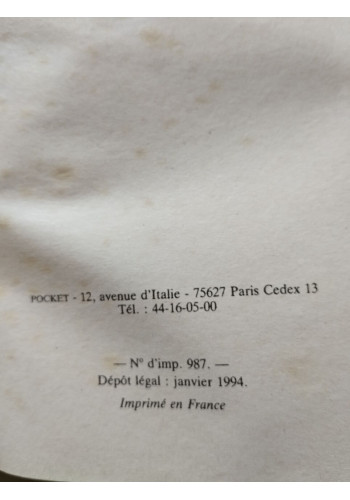 POCKET - 12, avenue d'Italie - 75627 Paris Cedex 13
Tél. : 44-16-05-00
— N° d'imp. 987. —
Dépôt légal : janvier 1994.
Imprimé en France